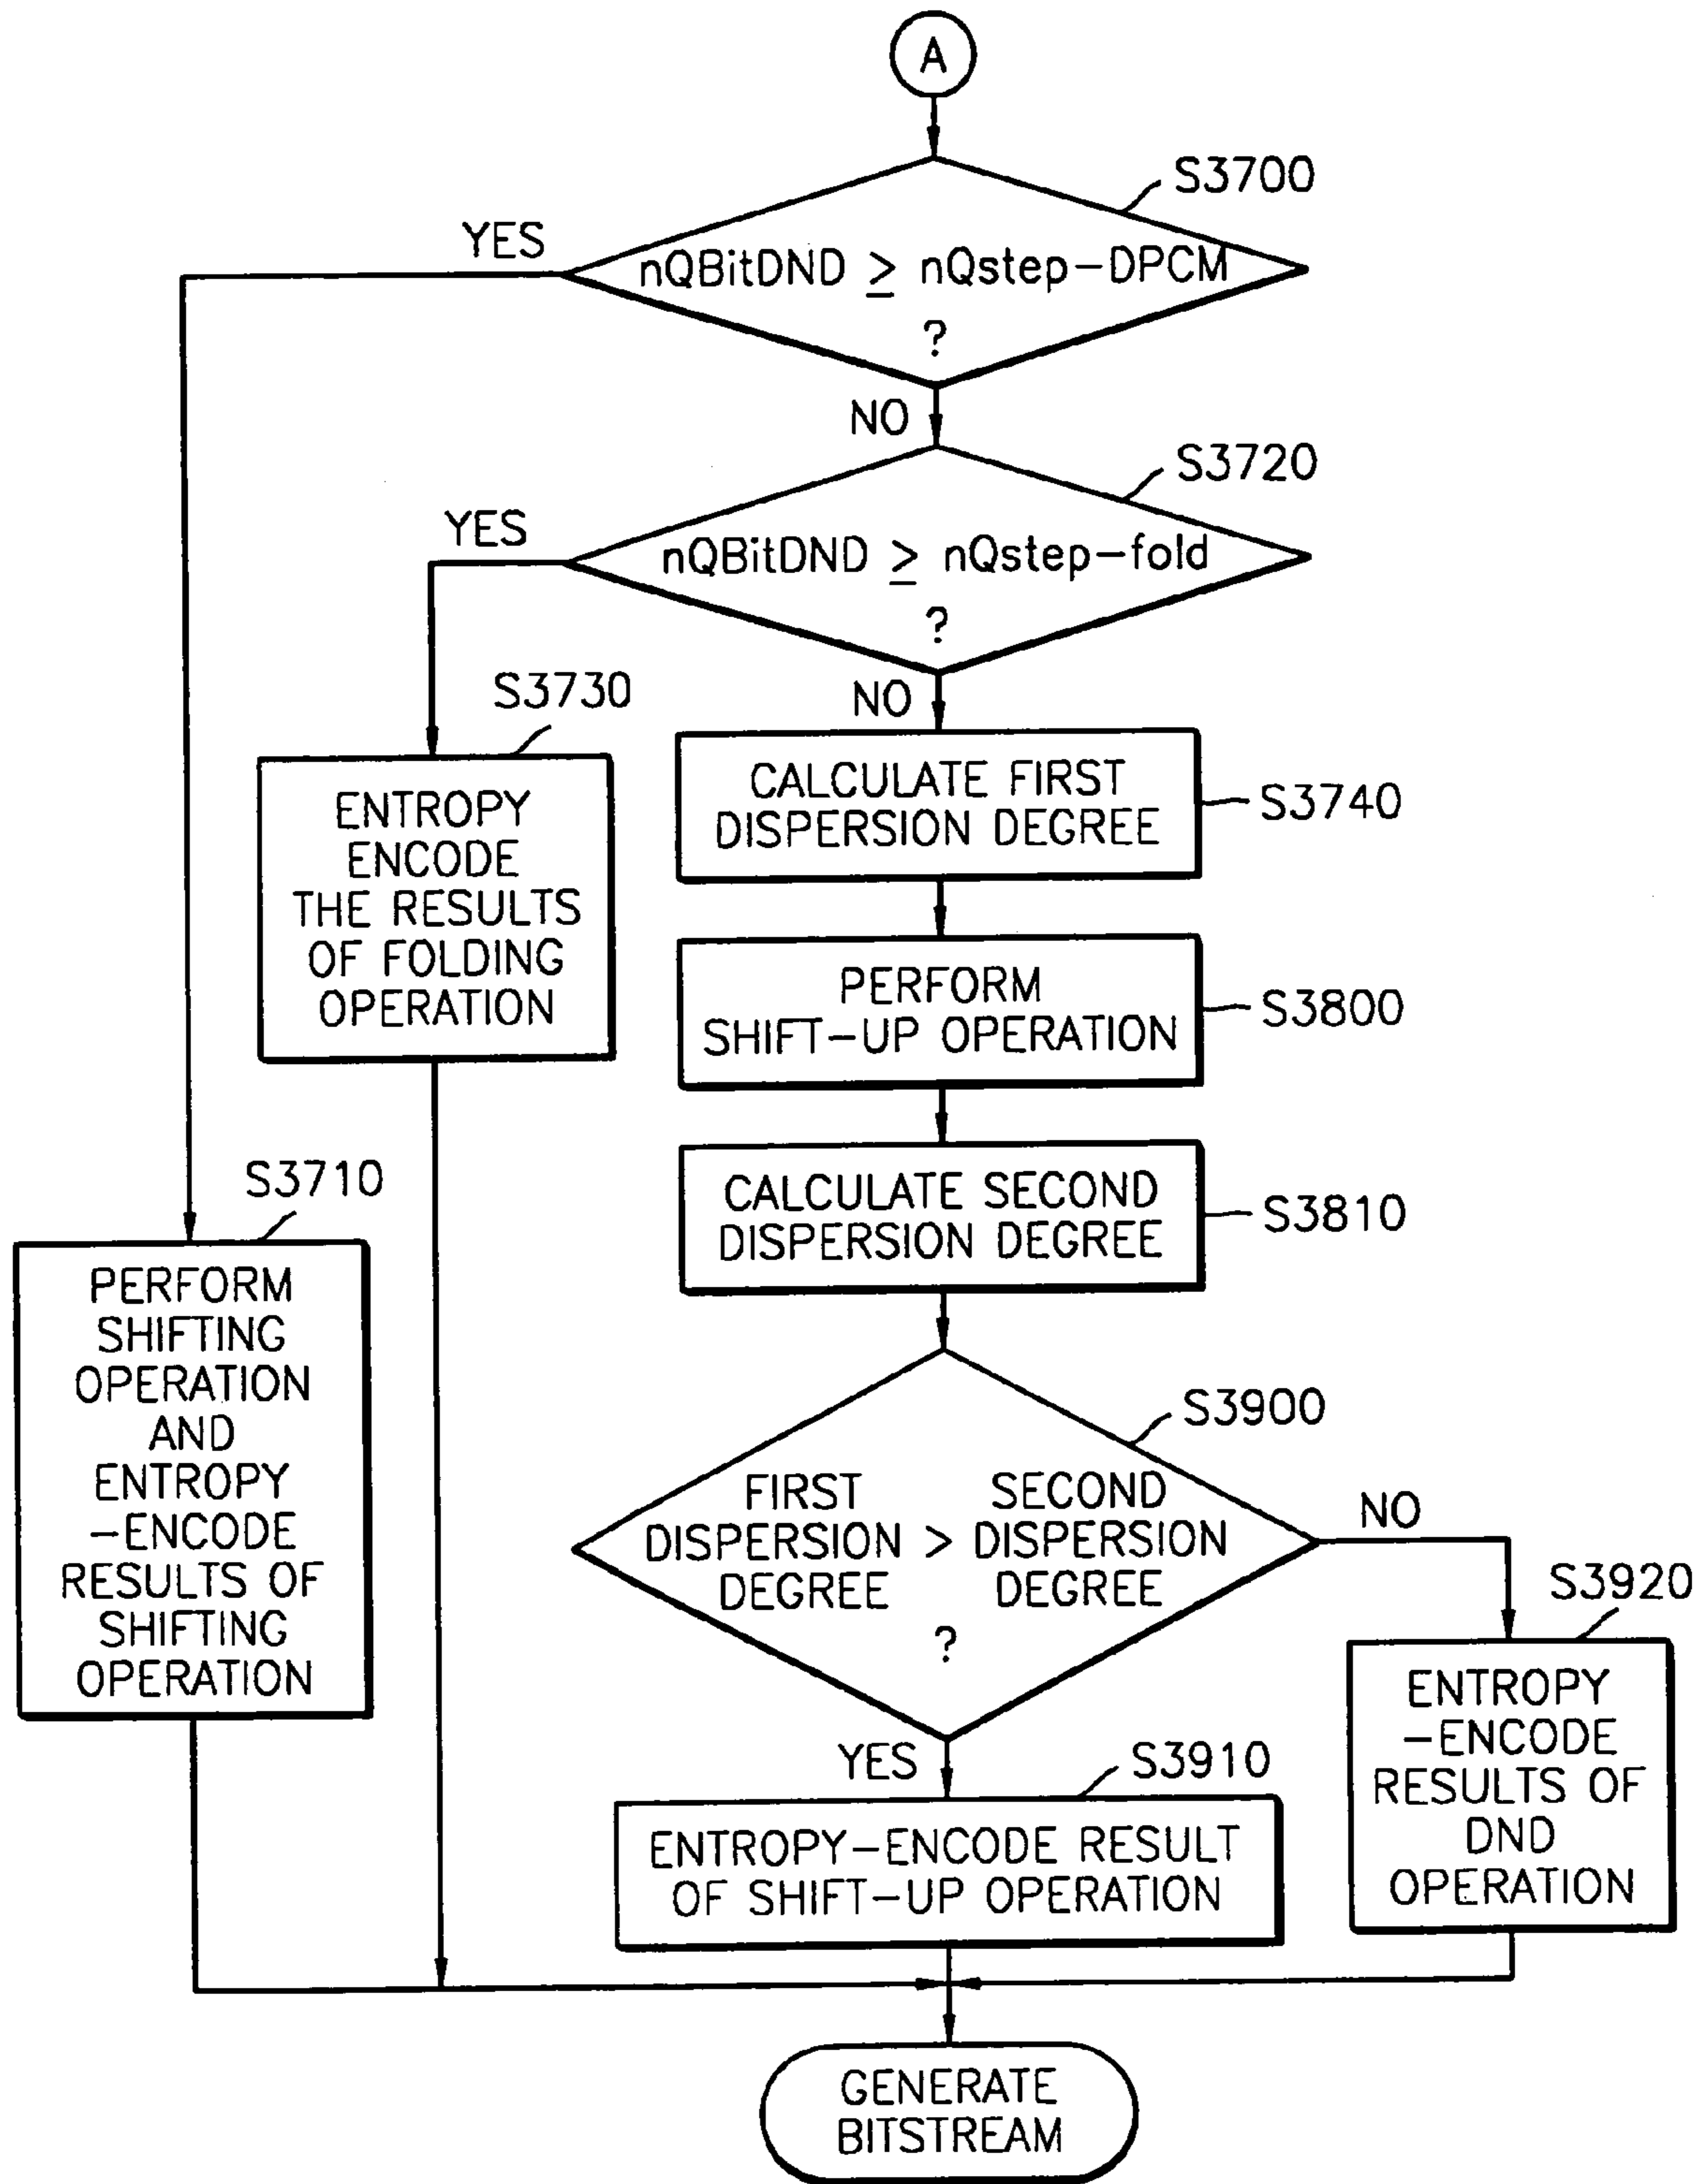 A
S3700
YES
nQBitDND ≥ nQstep-DPCM
?
NO
S3720
YES
nQBitDND ≥ nQstep-fold
?
NO
S3730
ENTROPY
ENCODE
THE RESULTS
OF FOLDING
OPERATION
CALCULATE FIRST
DISPERSION DEGREE
S3740
PERFORM
SHIFT-UP OPERATION
S3800
CALCULATE SECOND
DISPERSION DEGREE
S3810
S3710
PERFORM
SHIFTING
OPERATION
AND
ENTROPY
-ENCODE
RESULTS OF
SHIFTING
OPERATION
S3900
FIRST SECOND
DISPERSION > DISPERSION
DEGREE DEGREE
?
NO
S3920
ENTROPY
-ENCODE
RESULTS OF
DND
OPERATION
YES
S3910
ENTROPY-ENCODE RESULT
OF SHIFT-UP OPERATION
GENERATE
BITSTREAM